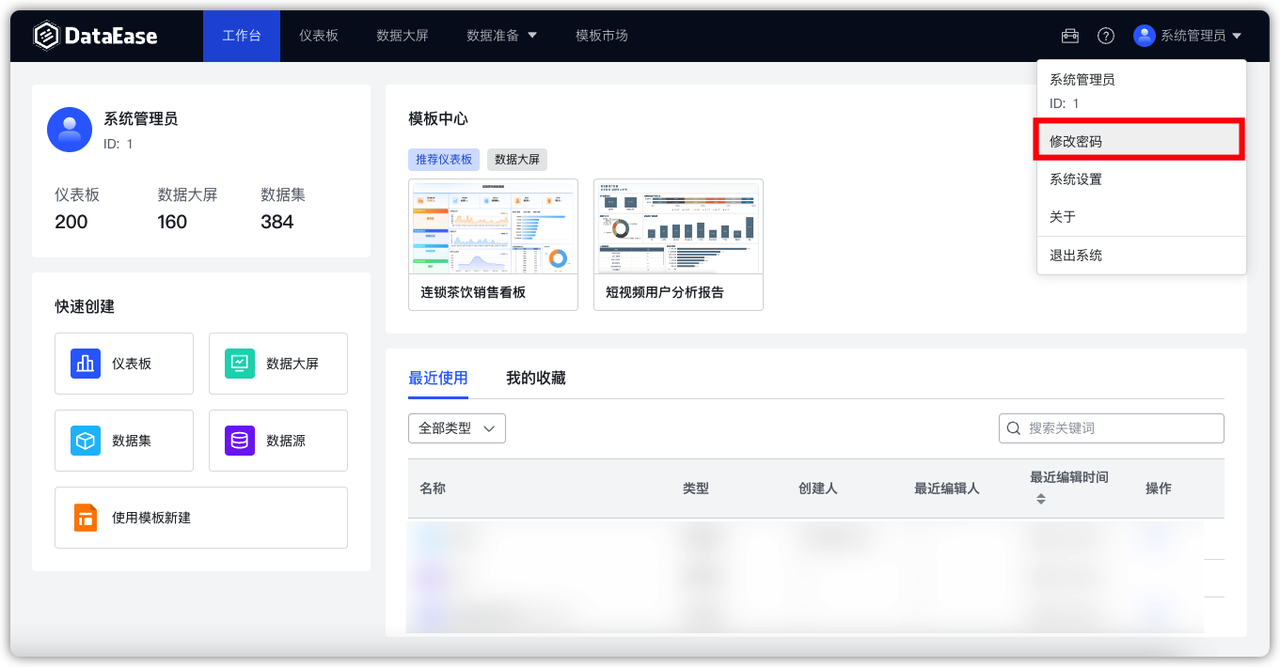 DataEase
工作台
仪表板
数据大屏
数据准备
模板市场
系统管理员
系统管理员
ID: 1
修改密码
系统设置
关于
退出系统
系统管理员
ID: 1
仪表板
数据大屏
数据集
200
160
384
快速创建
仪表板
数据大屏
数据集
数据源
使用模板新建
模板中心
推荐仪表板
数据大屏
连锁茶饮销售看板
短视频用户分析报告
最近使用
我的收藏
全部类型
搜索关键词
名称
类型
创建人
最近编辑人
最近编辑时间
操作